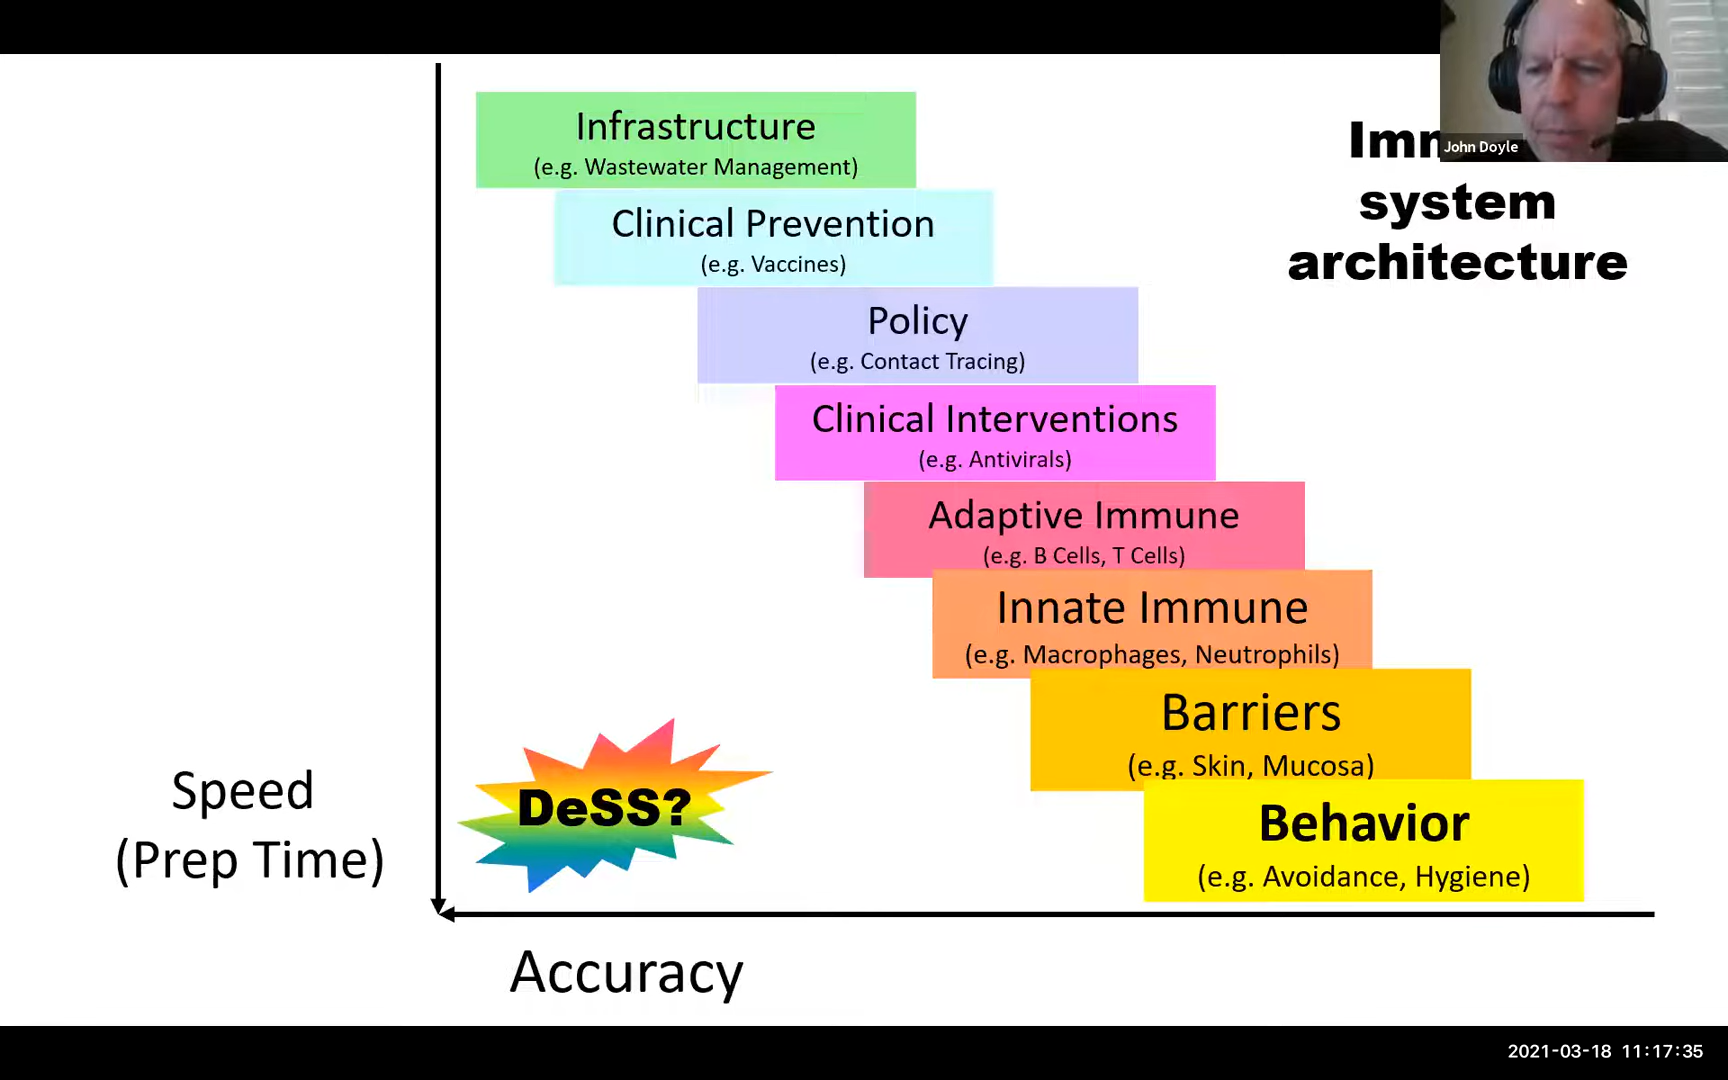 Infrastructure
(e.g. Wastewater Management)
Clinical Prevention
(e.g. Vaccines)
Policy
(e.g. Contact Tracing)
Clinical Interventions
(e.g. Antivirals)
Adaptive Immune
(e.g. B Cells, T Cells)
Innate Immune
(e.g. Macrophages, Neutrophils)
Barriers
(e.g. Skin, Mucosa)
Behavior
(e.g. Avoidance, Hygiene)
John Doyle
system
architecture
DeSS?
Speed
(Prep Time)
Accuracy
2021-03-18 11:17:35